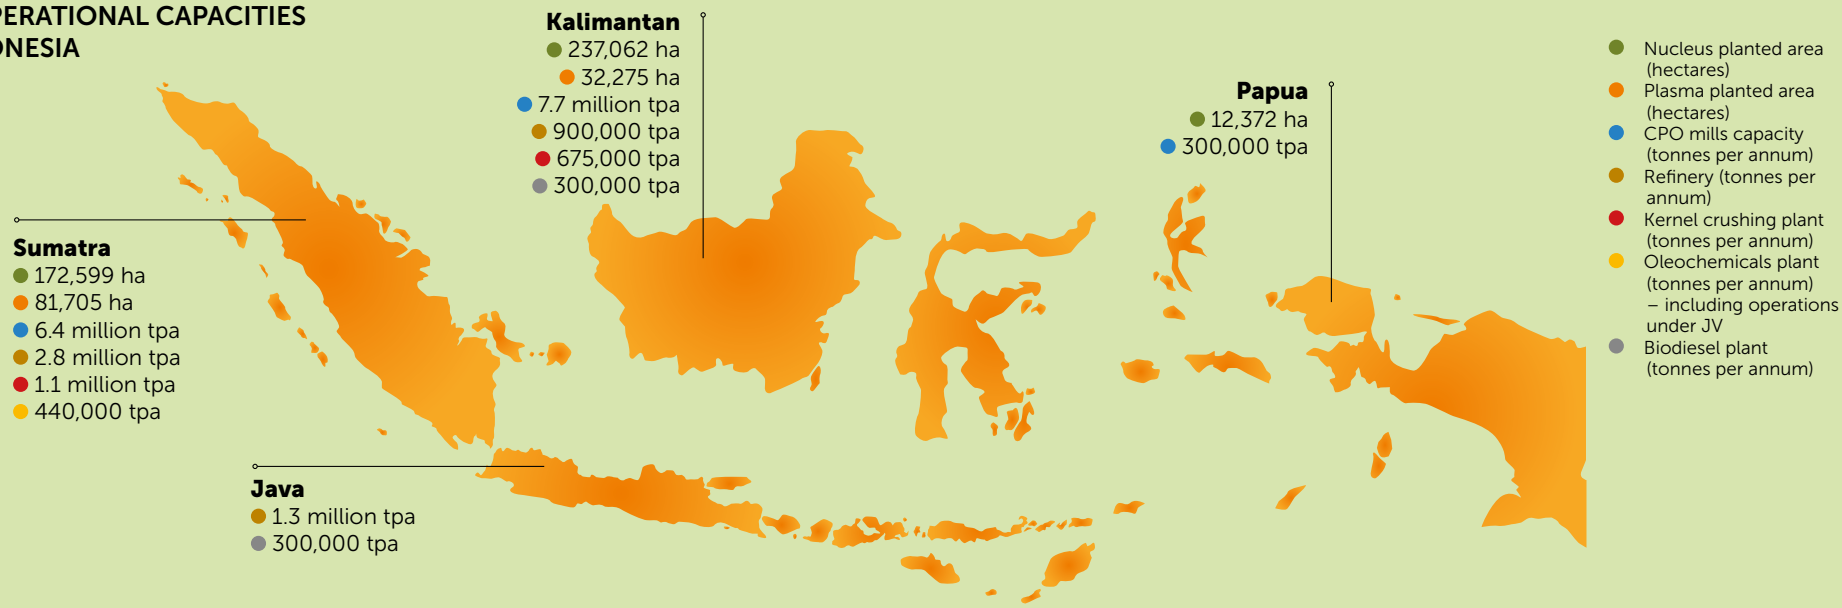 PERATIONAL CAPACITIES
ONESIA
Kalimantan
237,062 ha
32,275 ha
7.7 million tpa
900,000 tpa
675,000 tpa
300,000 tpa
Papua
12,372 ha
300,000 tpa
Sumatra
172,599 ha
81,705 ha
6.4 million tpa
2.8 million tpa
1.1 million tpa
440,000 tpa
Java
1.3 million tpa
300,000 tpa
Nucleus planted area
(hectares)
Plasma planted area
(hectares)
CPO mills capacity
(tonnes per annum)
Refinery (tonnes per
annum)
Kernel crushing plant
(tonnes per annum)
Oleochemicals plant
(tonnes per annum)
– including operations
under JV
Biodiesel plant
(tonnes per annum)